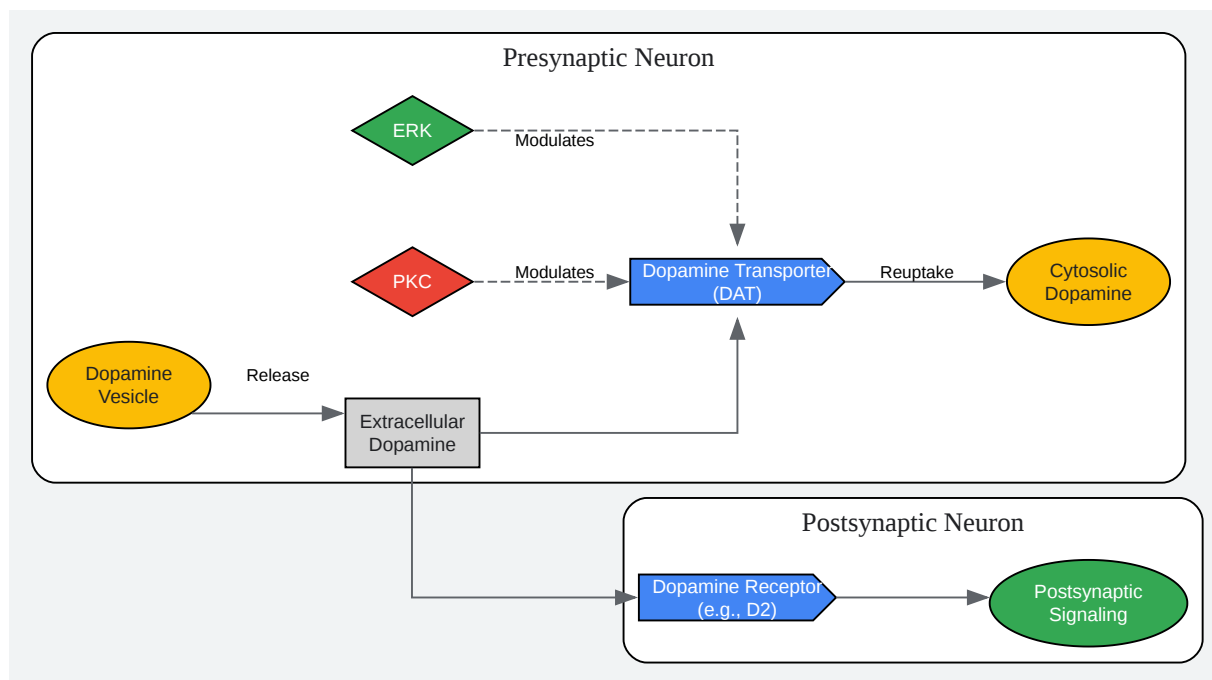 Presynaptic Neuron
ERK
Modulates
PKC
Modulates
Dopamine Transporter
(DAT)
Reuptake
Cytosolic
Dopamine
Dopamine
Vesicle
Release
Extracellular
Dopamine
Postsynaptic Neuron
Dopamine Receptor
(e.g., D2)
Postsynaptic
Signaling